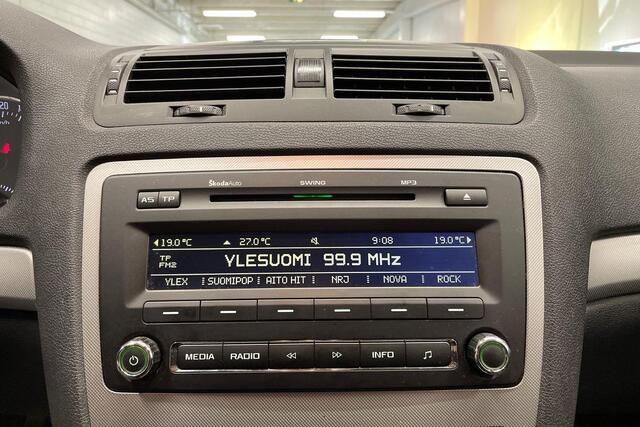 20
ŠkodaAuto SWING MP3
AS TP
19.0°C 27.0°C 9:08 19.0°C
TP
FM2
YLESUOMI 99.9 MHz
YLEX SUOMIPOP AITO HIT NRJ NOVA ROCK
MEDIA RADIO INFO